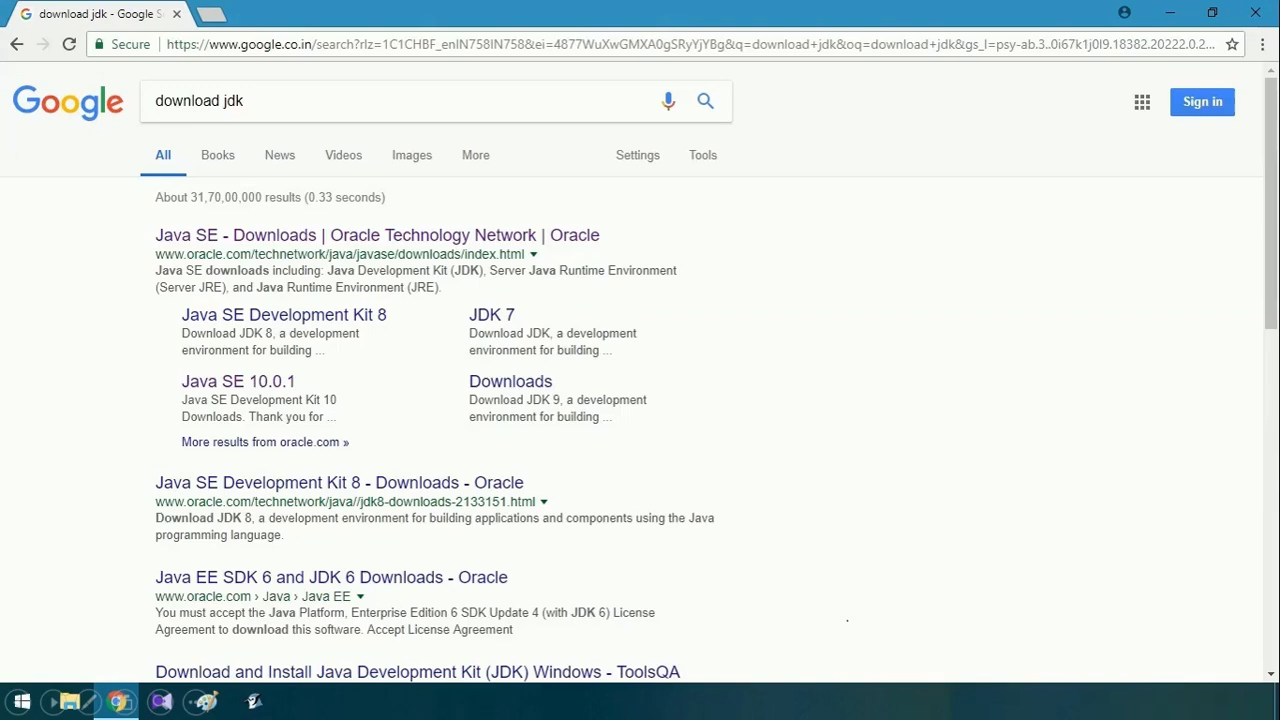 download jdk - Google S
Secure
https://www.google.co.in/search?rlz=1C1CHBF_enIN758IN758&ei=4877WuXwGMXA0gSRyYjYBg&q=download+jdk&oq=download+jdk&gs_l=psy-ab.3..0i67k1j0l9.18382.20222.0.2...
Google
download jdk
Sign in
All Books News Videos Images More Settings Tools
About 31,70,00,000 results (0.33 seconds)
Java SE - Downloads | Oracle Technology Network | Oracle
www.oracle.com/technetwork/java/javase/downloads/index.html
Java SE downloads including: Java Development Kit (JDK), Server Java Runtime Environment
(Server JRE), and Java Runtime Environment (JRE).
Java SE Development Kit 8
Download JDK 8, a development
environment for building ...
JDK 7
Download JDK, a development
environment for building ...
Java SE 10.0.1
Java SE Development Kit 10
Downloads. Thank you for ...
Downloads
Download JDK 9, a development
environment for building ...
More results from oracle.com »
Java SE Development Kit 8 - Downloads - Oracle
www.oracle.com/technetwork/java//jdk8-downloads-2133151.html
Download JDK 8, a development environment for building applications and components using the Java
programming language.
Java EE SDK 6 and JDK 6 Downloads - Oracle
www.oracle.com › Java › Java EE
You must accept the Java Platform, Enterprise Edition 6 SDK Update 4 (with JDK 6) License
Agreement to download this software. Accept License Agreement
Download and Install Java Development Kit (JDK) Windows - ToolsQA